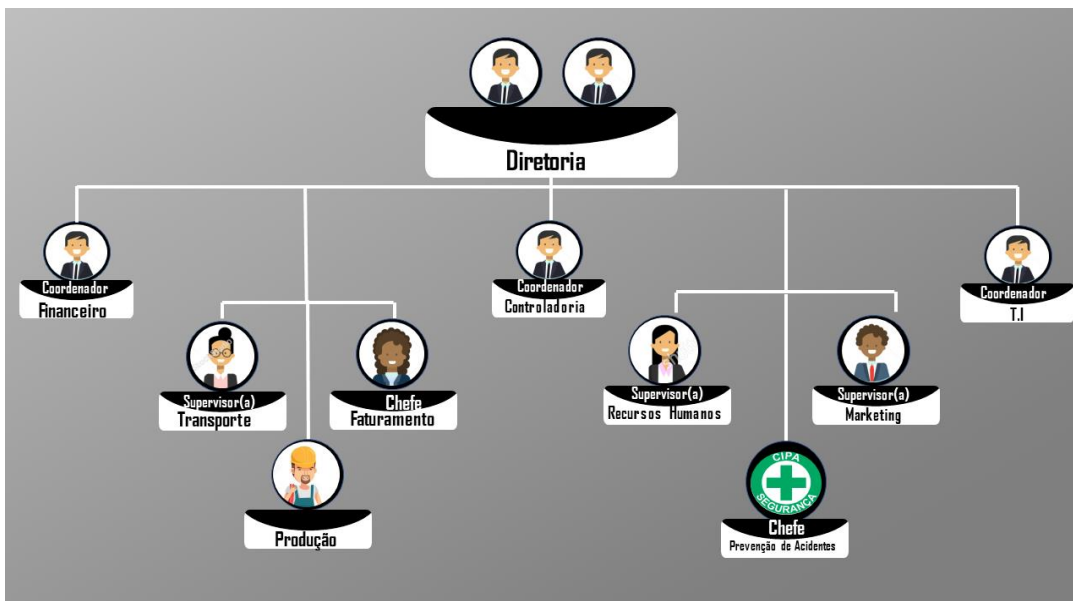 Diretoria
Coordenador
Financeiro
Coordenador
Controladoria
Coordenador
T.I
Supervisor(a)
Transporte
Chefe
Faturamento
Supervisor(a)
Recursos Humanos
Supervisor(a)
Marketing
Produção
CIPA
SEGURANÇA
Chefe
Prevenção de Acidentes